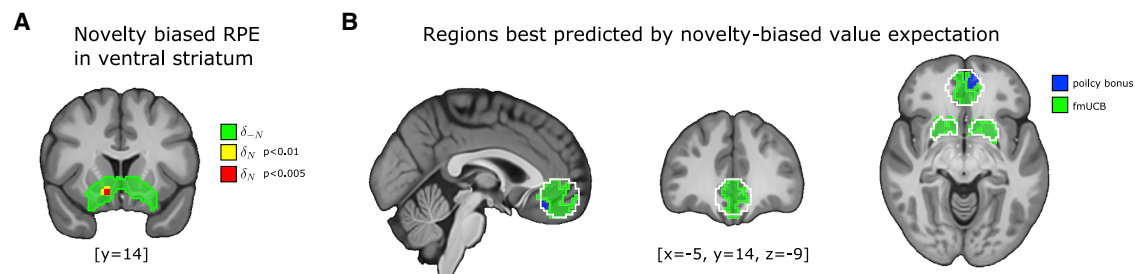 A
Novelty biased RPE
in ventral striatum
δ₋N
δN p<0.01
δN p<0.005
[y=14]
B
Regions best predicted by novelty-biased value expectation
poilcy bonus
fmUCB
[x=-5, y=14, z=-9]